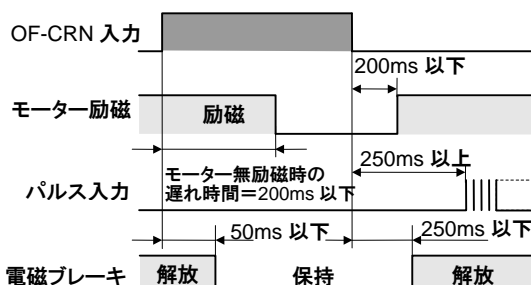 OF-CRN 入力
200ms 以下
モーター励磁
励磁
250ms 以上
モーター無励磁時の
遅れ時間＝200ms 以下
パルス入力
50ms 以下
250ms 以下
電磁ブレーキ
解放
保持
解放